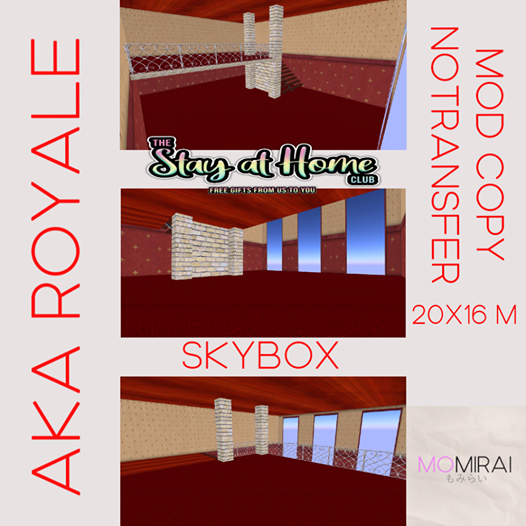 AKA ROYALE
THE
Stay at Home
CLUB
FREE GIFTS FROM US TO YOU
SKYBOX
MOD COPY
NOTRANSFER
20X16 M
MOMIRAI
もみらい